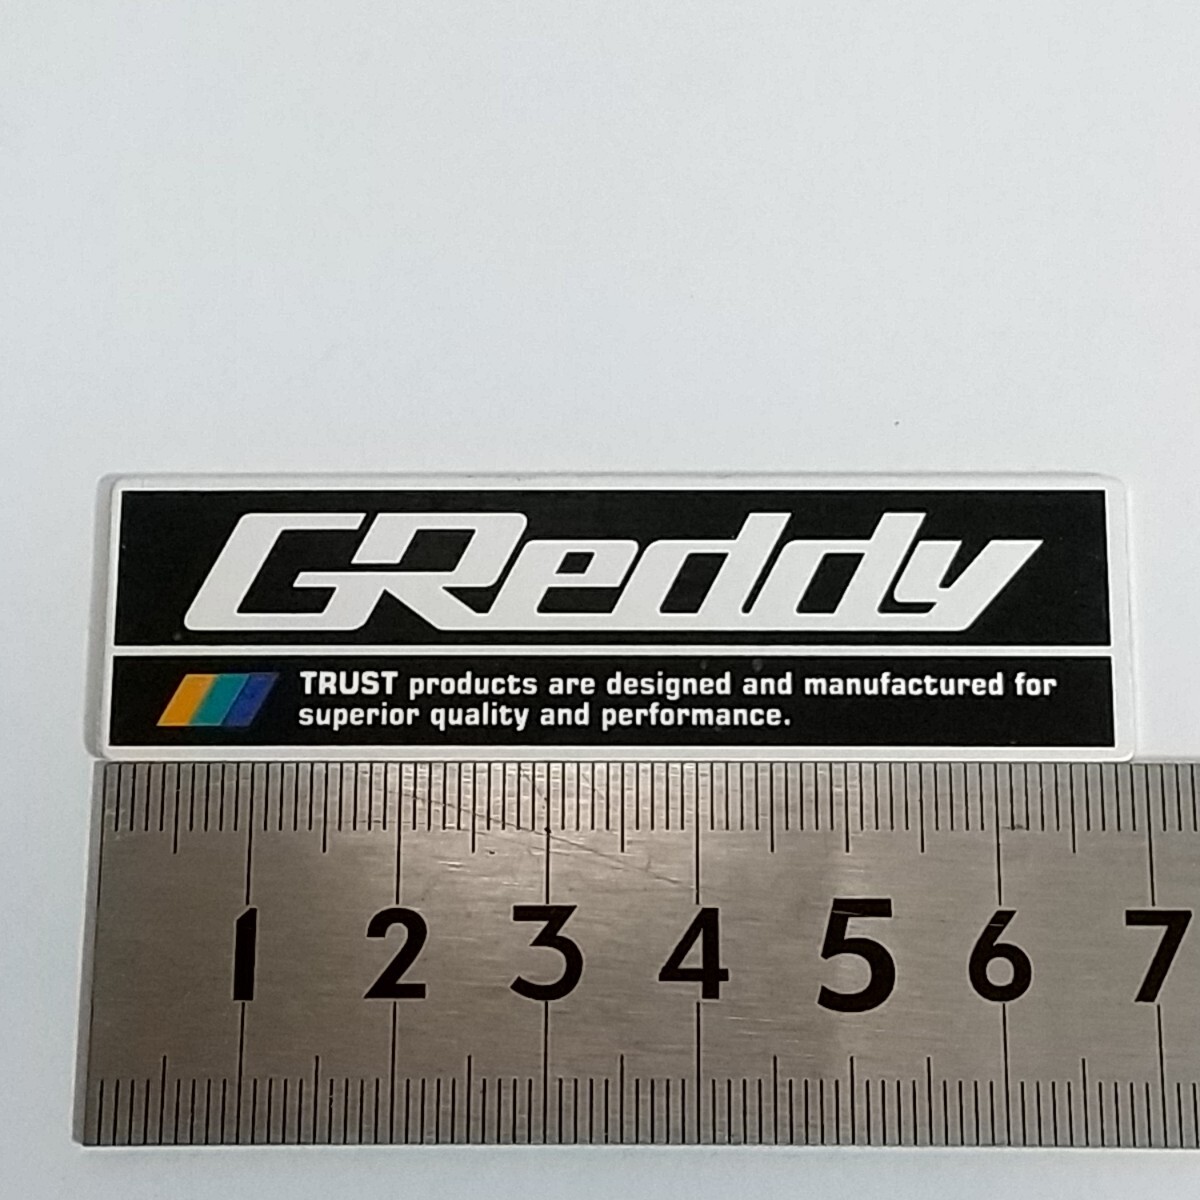 GReddy
TRUST products are designed and manufactured for
superior quality and performance.
1 2 3 4 5 6 7